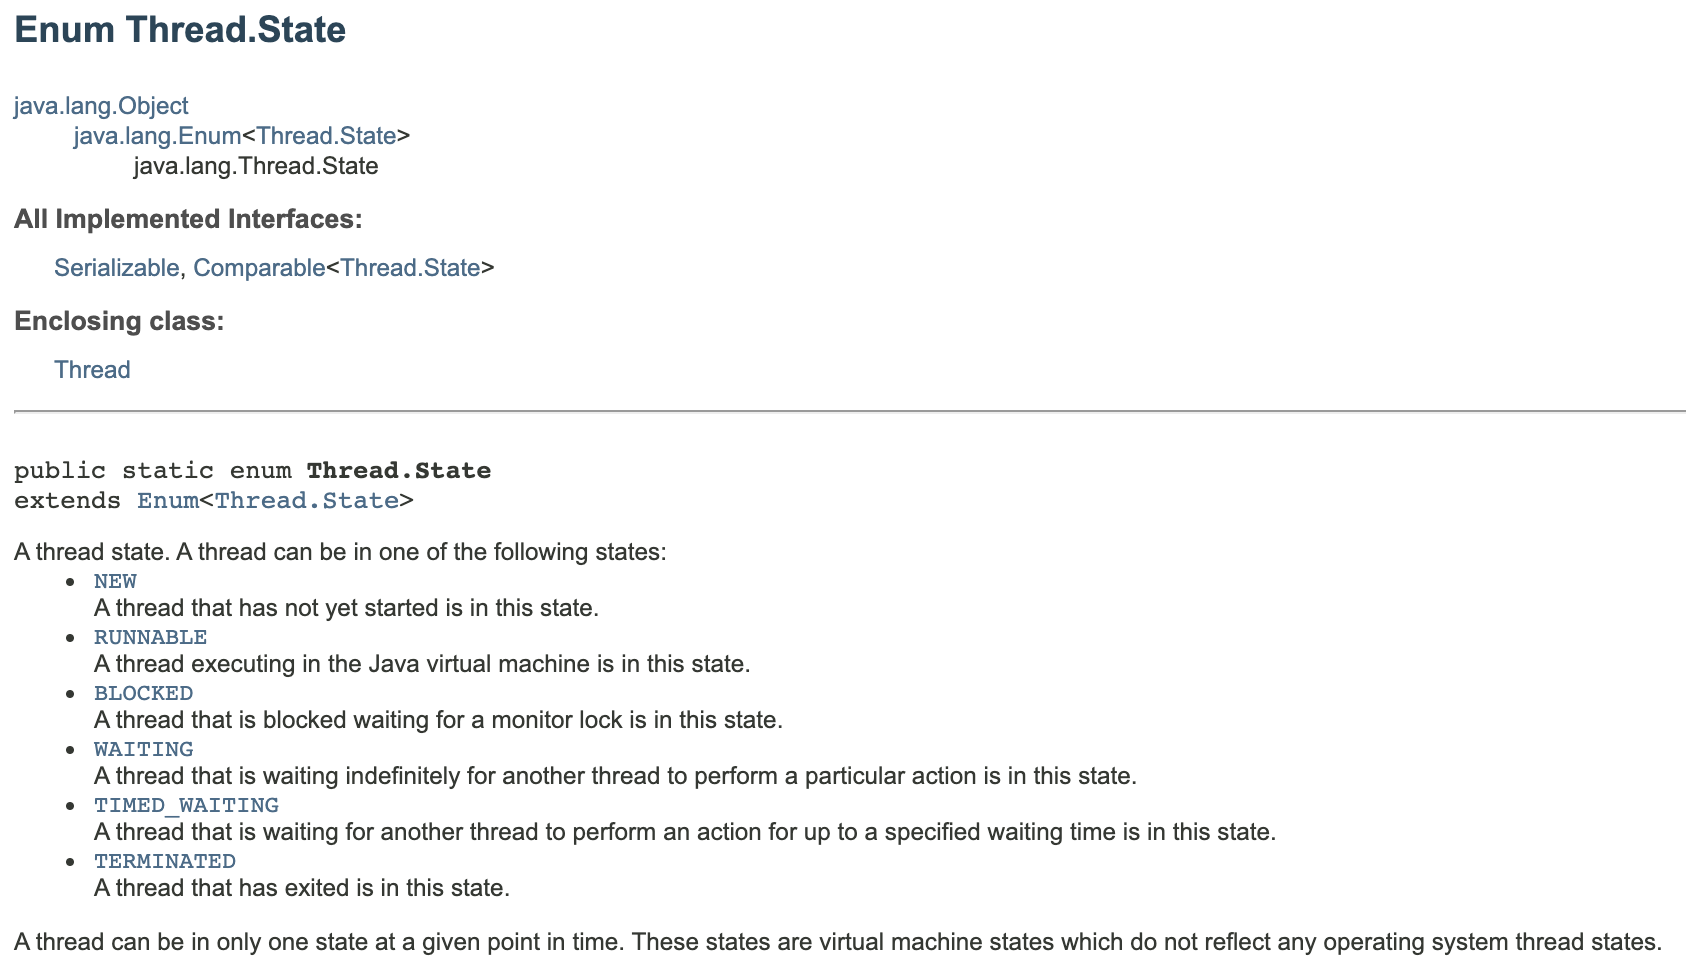 Enum Thread.State
java.lang.Object
java.lang.Enum<Thread.State>
java.lang.Thread.State
All Implemented Interfaces:
Serializable, Comparable<Thread.State>
Enclosing class:
Thread
public static enum Thread.State
extends Enum<Thread.State>
A thread state. A thread can be in one of the following states:
• NEW
A thread that has not yet started is in this state.
• RUNNABLE
A thread executing in the Java virtual machine is in this state.
• BLOCKED
A thread that is blocked waiting for a monitor lock is in this state.
• WAITING
A thread that is waiting indefinitely for another thread to perform a particular action is in this state.
• TIMED_WAITING
A thread that is waiting for another thread to perform an action for up to a specified waiting time is in this state.
• TERMINATED
A thread that has exited is in this state.
A thread can be in only one state at a given point in time. These states are virtual machine states which do not reflect any operating system thread states.